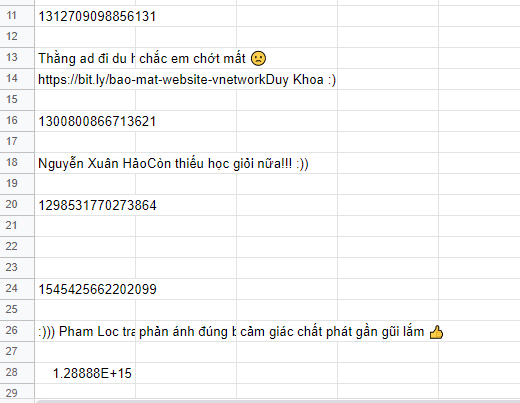 11 1312709098856131
12
13 Thằng ad đi du h chắc em chớt mất ☹️
14 https://bit.ly/bao-mat-website-vnetworkDuy Khoa :)
15
16 1300800866713621
17
18 Nguyễn Xuân HảoCòn thiếu học giỏi nữa!!! :))
19
20 1298531770273864
21
22
23
24 1545425662202099
25
26 :))) Pham Loc tra phản ánh đúng b cảm giác chất phát gần gũi lắm 👍
27
28 1.28888E+15
29